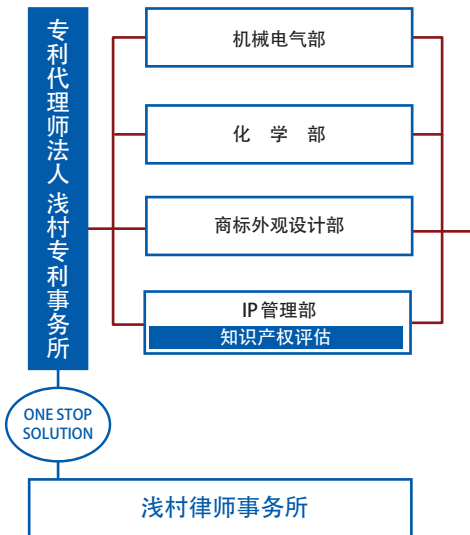 专利代理师法人 浅村专利事务所
机械电气部
化 学 部
商标外观设计部
IP管理部
知识产权评估
ONE STOP
SOLUTION
浅村律师事务所